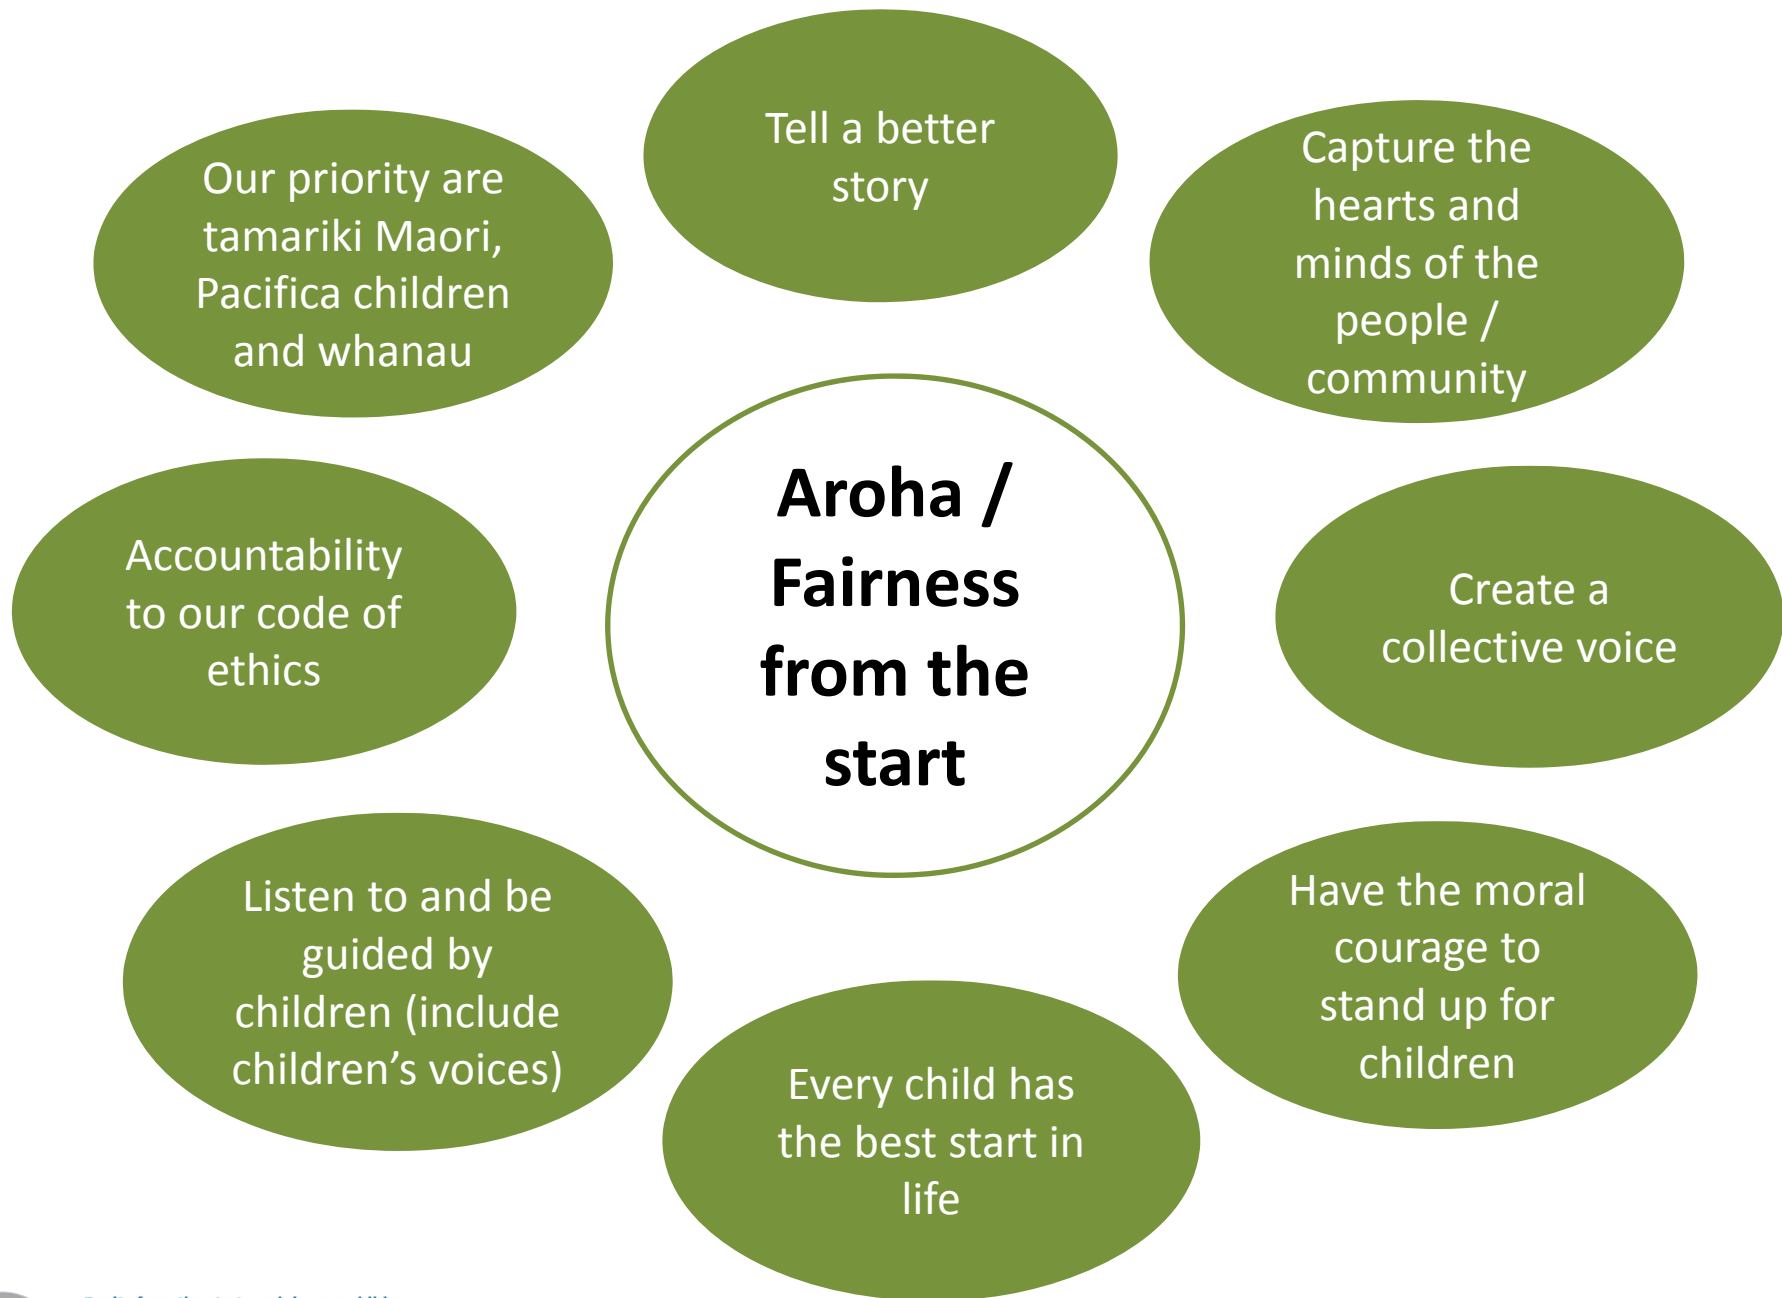 Tell a better
story
Capture the
hearts and
minds of the
people /
community
Create a
collective voice
Have the moral
courage to
stand up for
children
Every child has
the best start in
life
Listen to and be
guided by
children (include
children’s voices)
Accountability
to our code of
ethics
Our priority are
tamariki Maori,
Pacifica children
and whanau
Aroha /
Fairness
from the
start